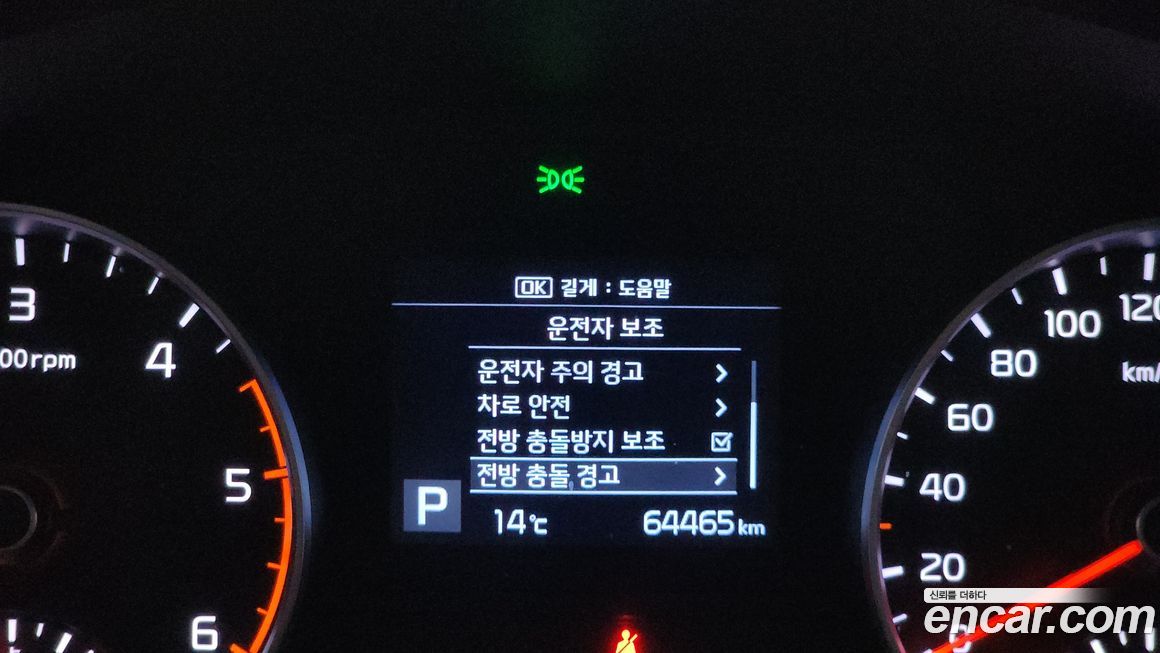 OK 길게 : 도움말
운전자 보조
운전자 주의 경고
차로 안전
전방 충돌방지 보조
전방 충돌 경고
P
14℃
64465 km
3
00rpm
4
5
6
120
100
80
km/
60
40
20
0
신뢰를 더하다
encar.com